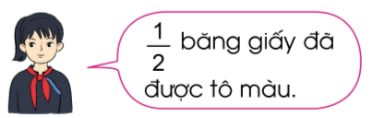 1/2 băng giấy đã
được tô màu.